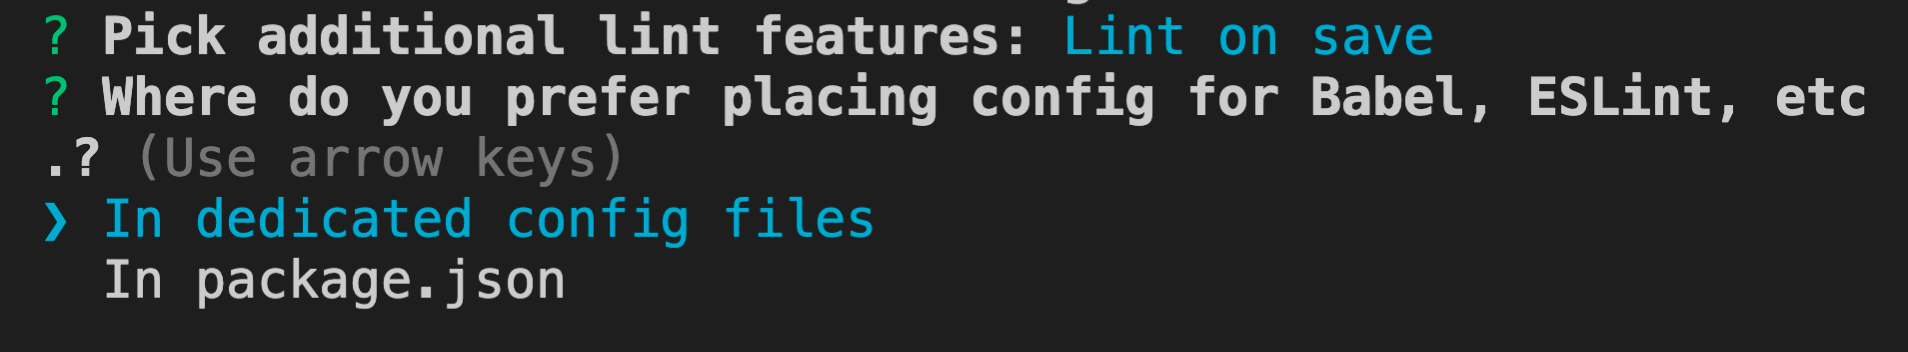 ? Pick additional lint features: Lint on save
? Where do you prefer placing config for Babel, ESLint, etc
.? (Use arrow keys)
❯ In dedicated config files
In package.json